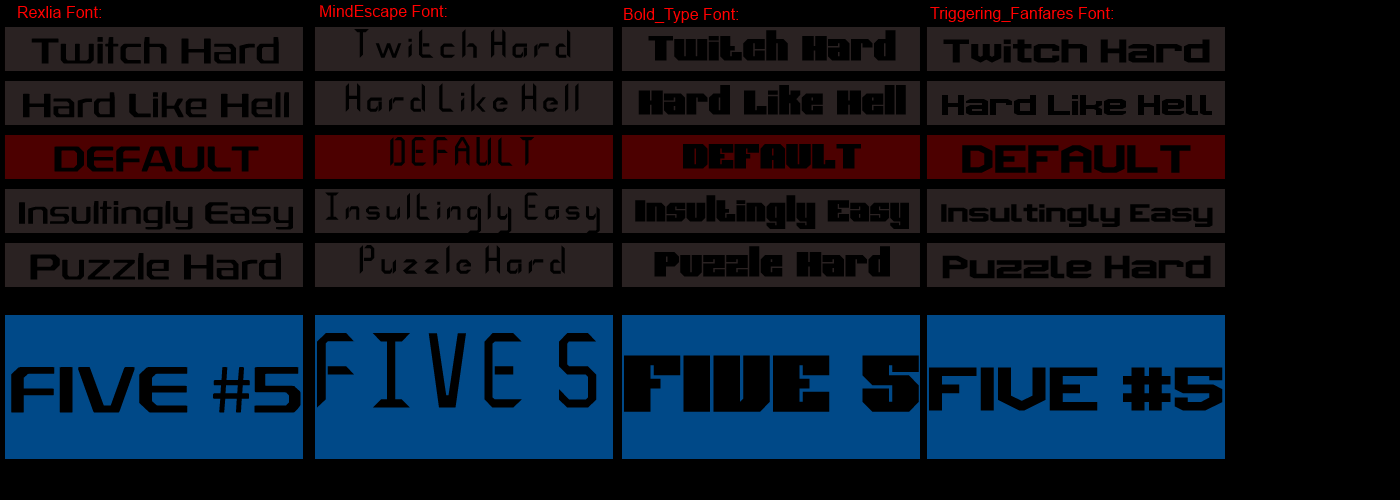 Rexlia Font:
Twitch Hard
Hard Like Hell
DEFAULT
Insultingly Easy
Puzzle Hard
FIVE #5
MindEscape Font:
Twitch Hard
Hard Like Hell
DEFAULT
Insultingly Easy
Puzzle Hard
FIVE 5
Bold_Type Font:
Twitch Hard
Hard Like Hell
DEFAULT
Insultingly Easy
Puzzle Hard
FIVE 5
Triggering_Fanfares Font:
Twitch Hard
Hard Like Hell
DEFAULT
Insultingly Easy
Puzzle Hard
FIVE #5